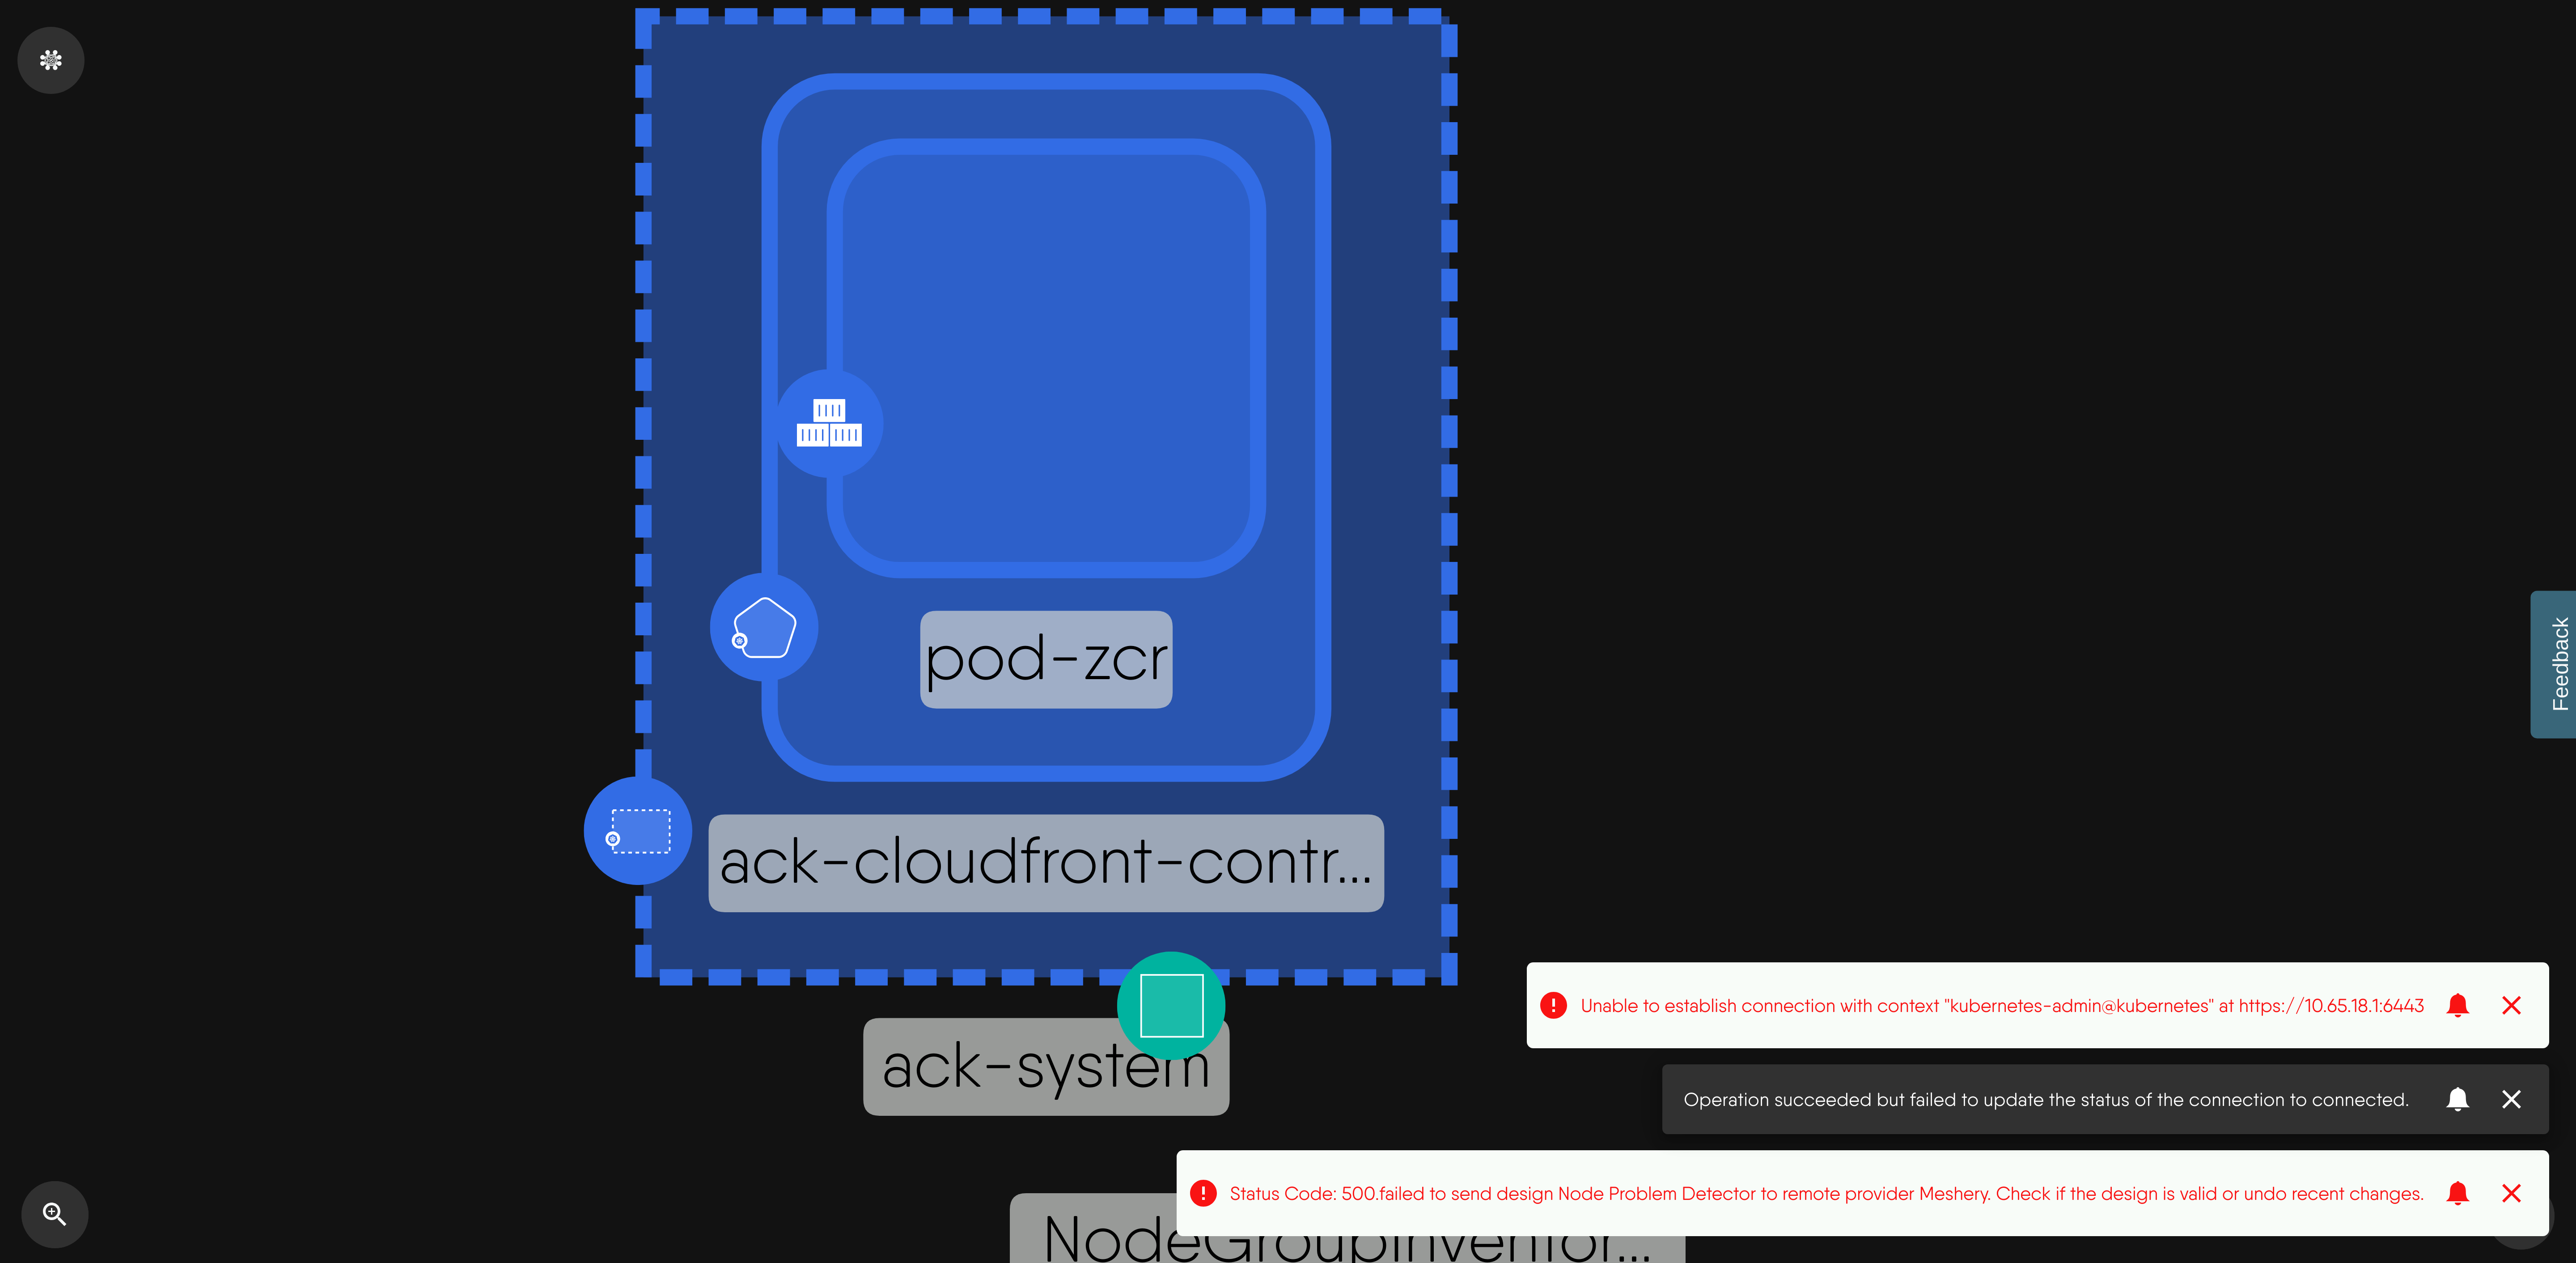 pod-zcr
ack-cloudfront-contr...
ack-system
Feedback
Unable to establish connection with context "kubernetes-admin@kubernetes" at https://10.65.18.1:6443
Operation succeeded but failed to update the status of the connection to connected.
Status Code: 500.failed to send design Node Problem Detector to remote provider Meshery. Check if the design is valid or undo recent changes.
NodeGroupInventor...